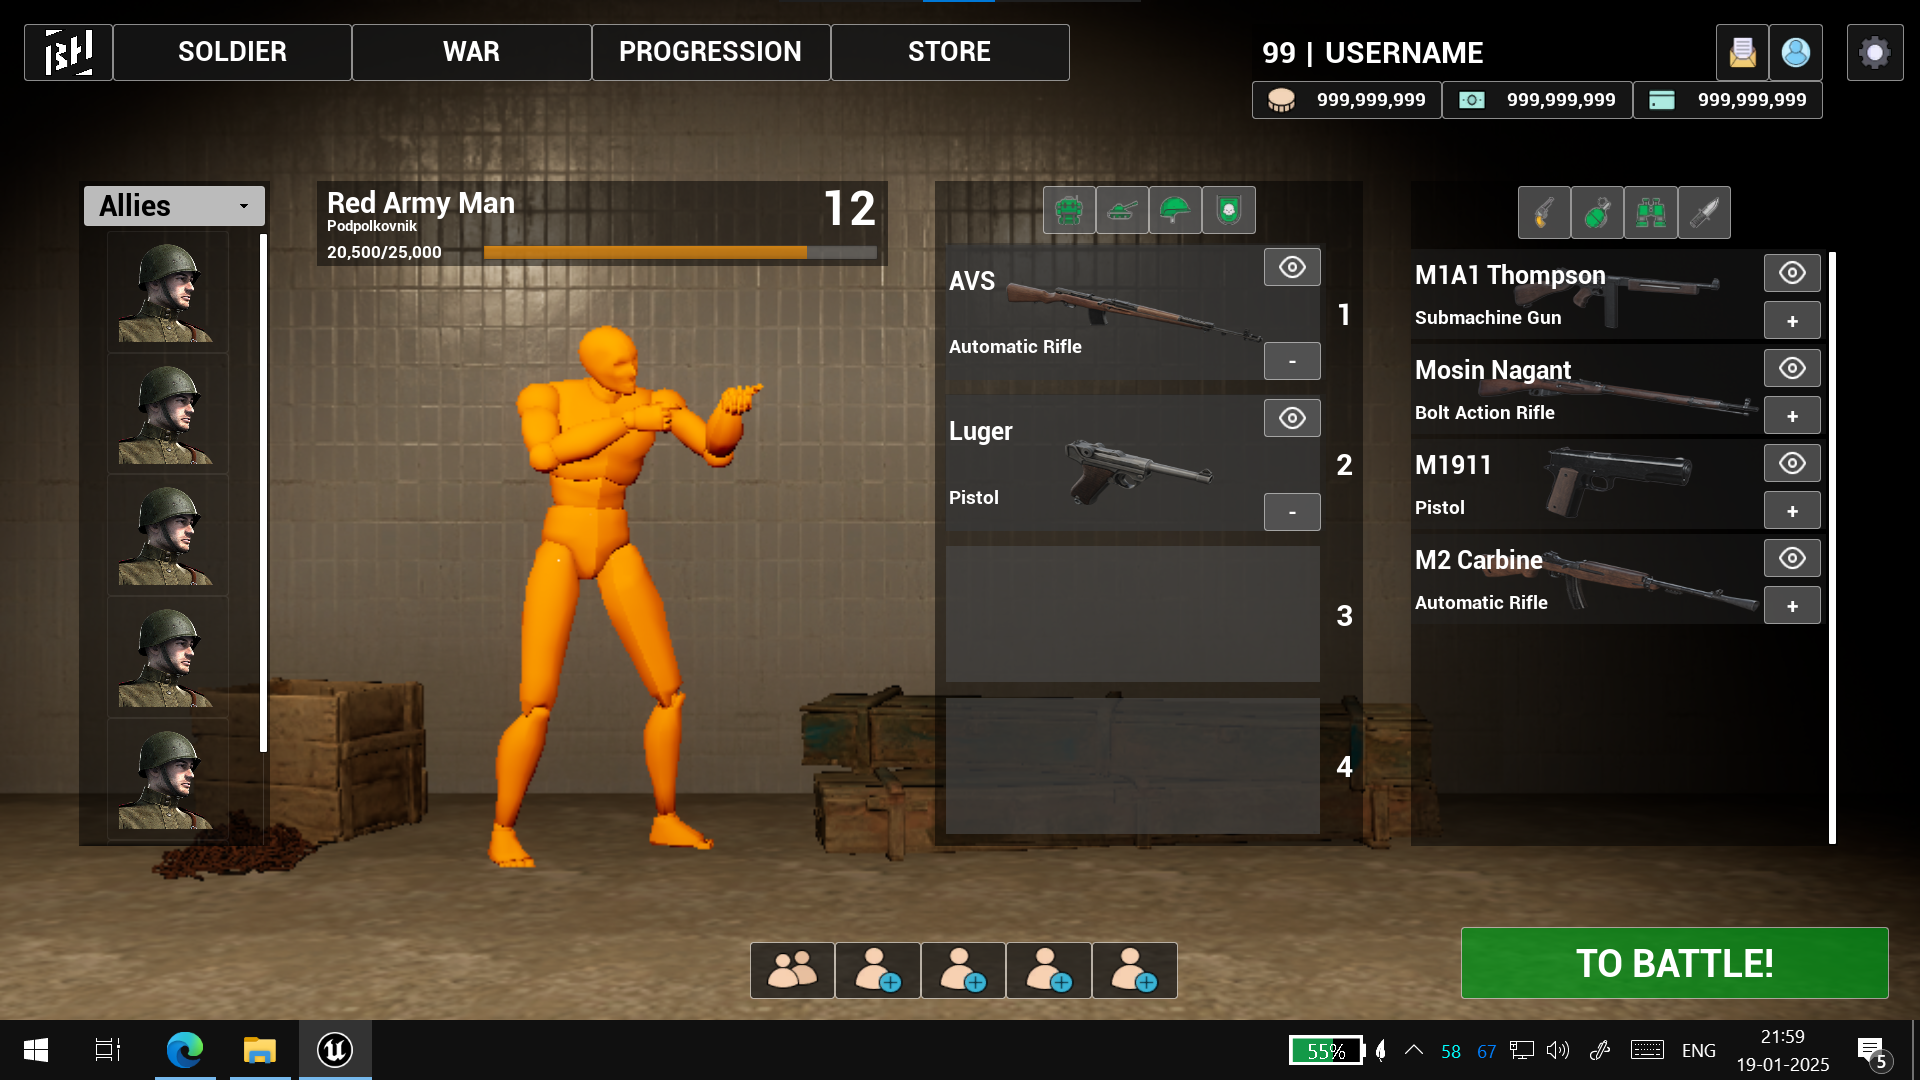 BH
SOLDIER
WAR
PROGRESSION
STORE
99 | USERNAME
999,999,999
999,999,999
999,999,999
Allies
Red Army Man
12
Podpolkovnik
20,500/25,000
AVS
Automatic Rifle
-
1
Luger
Pistol
-
2
3
4
M1A1 Thompson
Submachine Gun
+
Mosin Nagant
Bolt Action Rifle
+
M1911
Pistol
+
M2 Carbine
Automatic Rifle
+
TO BATTLE!
55%
58
67
ENG
21:59
19-01-2025
5